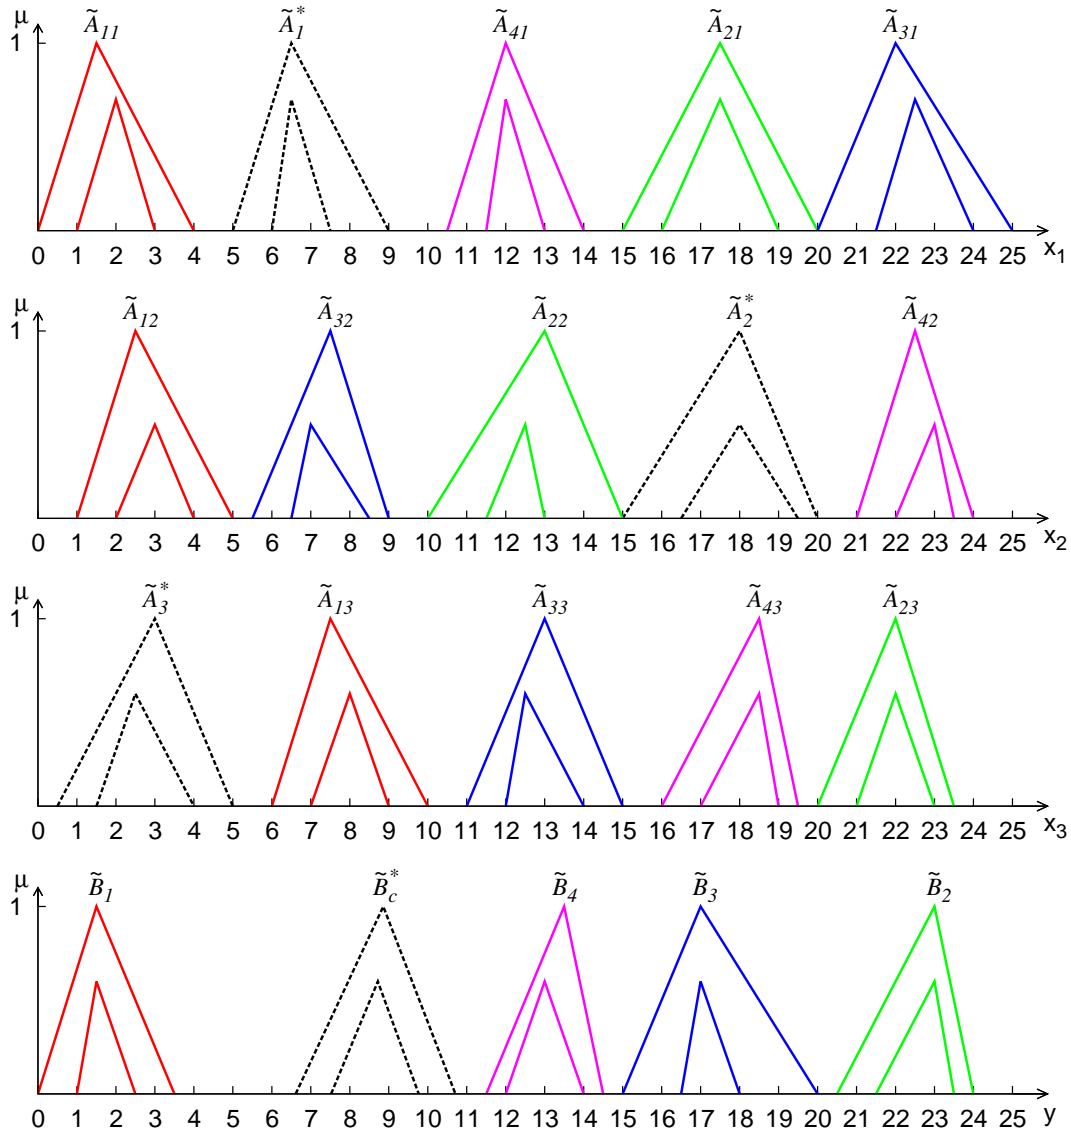 μ Ã₁₁ Ã₁* Ã₄₁ Ã₂₁ Ã₃₁
1
0 1 2 3 4 5 6 7 8 9 10 11 12 13 14 15 16 17 18 19 20 21 22 23 24 25 x₁
μ Ã₁₂ Ã₃₂ Ã₂₂ Ã₂* Ã₄₂
1
0 1 2 3 4 5 6 7 8 9 10 11 12 13 14 15 16 17 18 19 20 21 22 23 24 25 x₂
μ Ã₃* Ã₁₃ Ã₃₃ Ã₄₃ Ã₂₃
1
0 1 2 3 4 5 6 7 8 9 10 11 12 13 14 15 16 17 18 19 20 21 22 23 24 25 x₃
μ B̃₁ B̃c* B̃₄ B̃₃ B̃₂
1
0 1 2 3 4 5 6 7 8 9 10 11 12 13 14 15 16 17 18 19 20 21 22 23 24 25 y